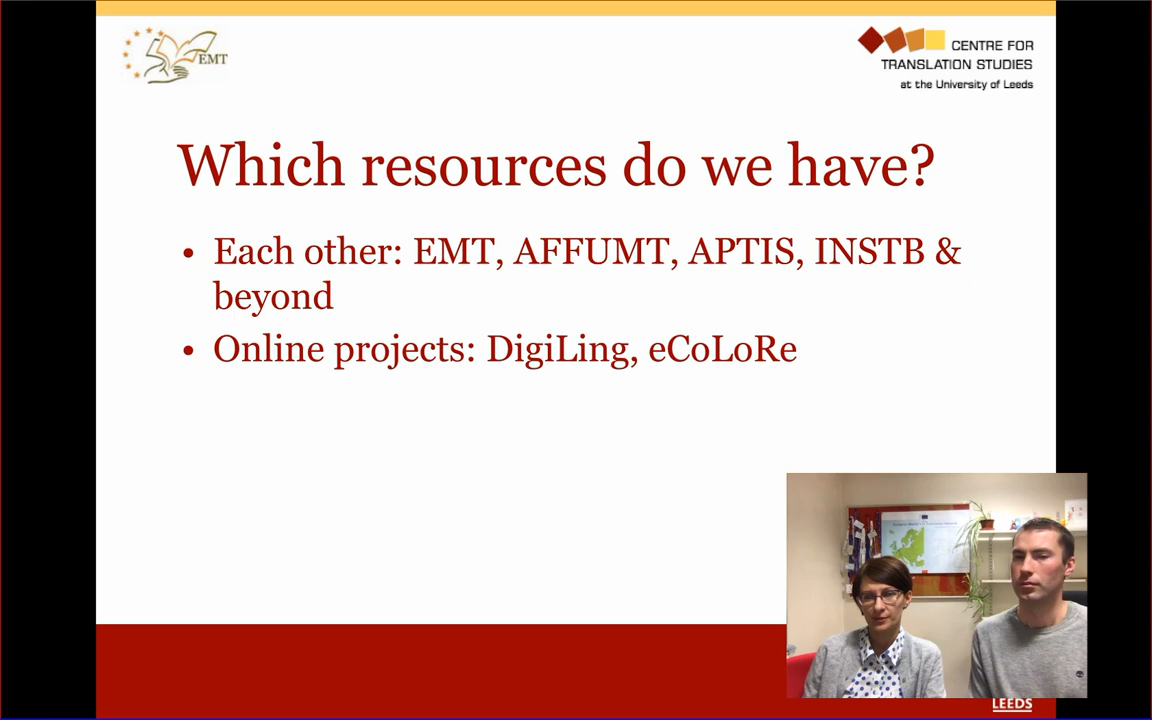 EMT
CENTRE FOR
TRANSLATION STUDIES
at the University of Leeds
Which resources do we have?
• Each other: EMT, AFFUMT, APTIS, INSTB &
beyond
• Online projects: DigiLing, eCoLoRe
LEEDS